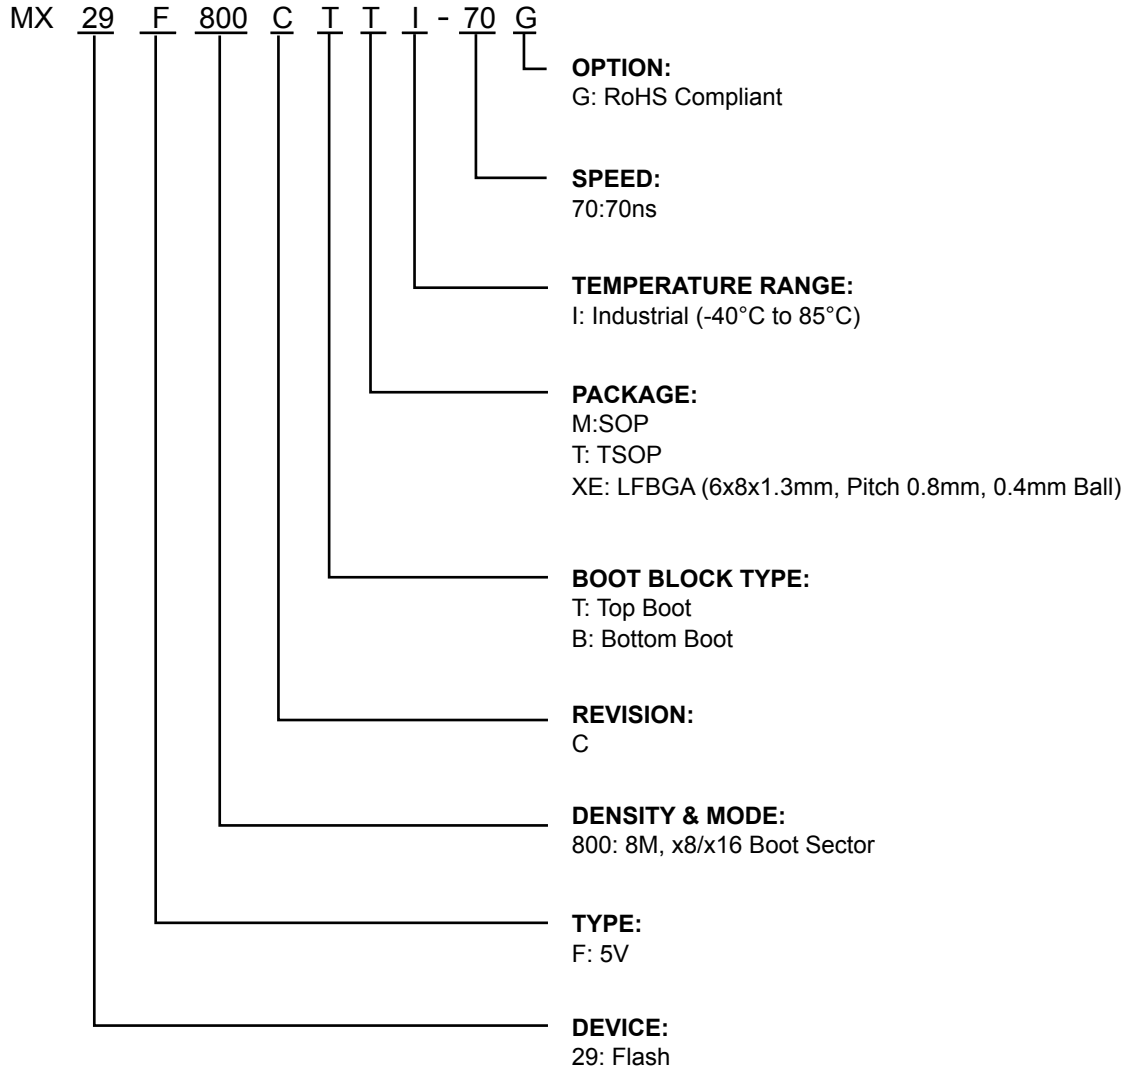 MX 29 F 800 C T T I - 70 G
OPTION:
G: RoHS Compliant
SPEED:
70:70ns
TEMPERATURE RANGE:
I: Industrial (-40°C to 85°C)
PACKAGE:
M:SOP
T: TSOP
XE: LFBGA (6x8x1.3mm, Pitch 0.8mm, 0.4mm Ball)
BOOT BLOCK TYPE:
T: Top Boot
B: Bottom Boot
REVISION:
C
DENSITY & MODE:
800: 8M, x8/x16 Boot Sector
TYPE:
F: 5V
DEVICE:
29: Flash